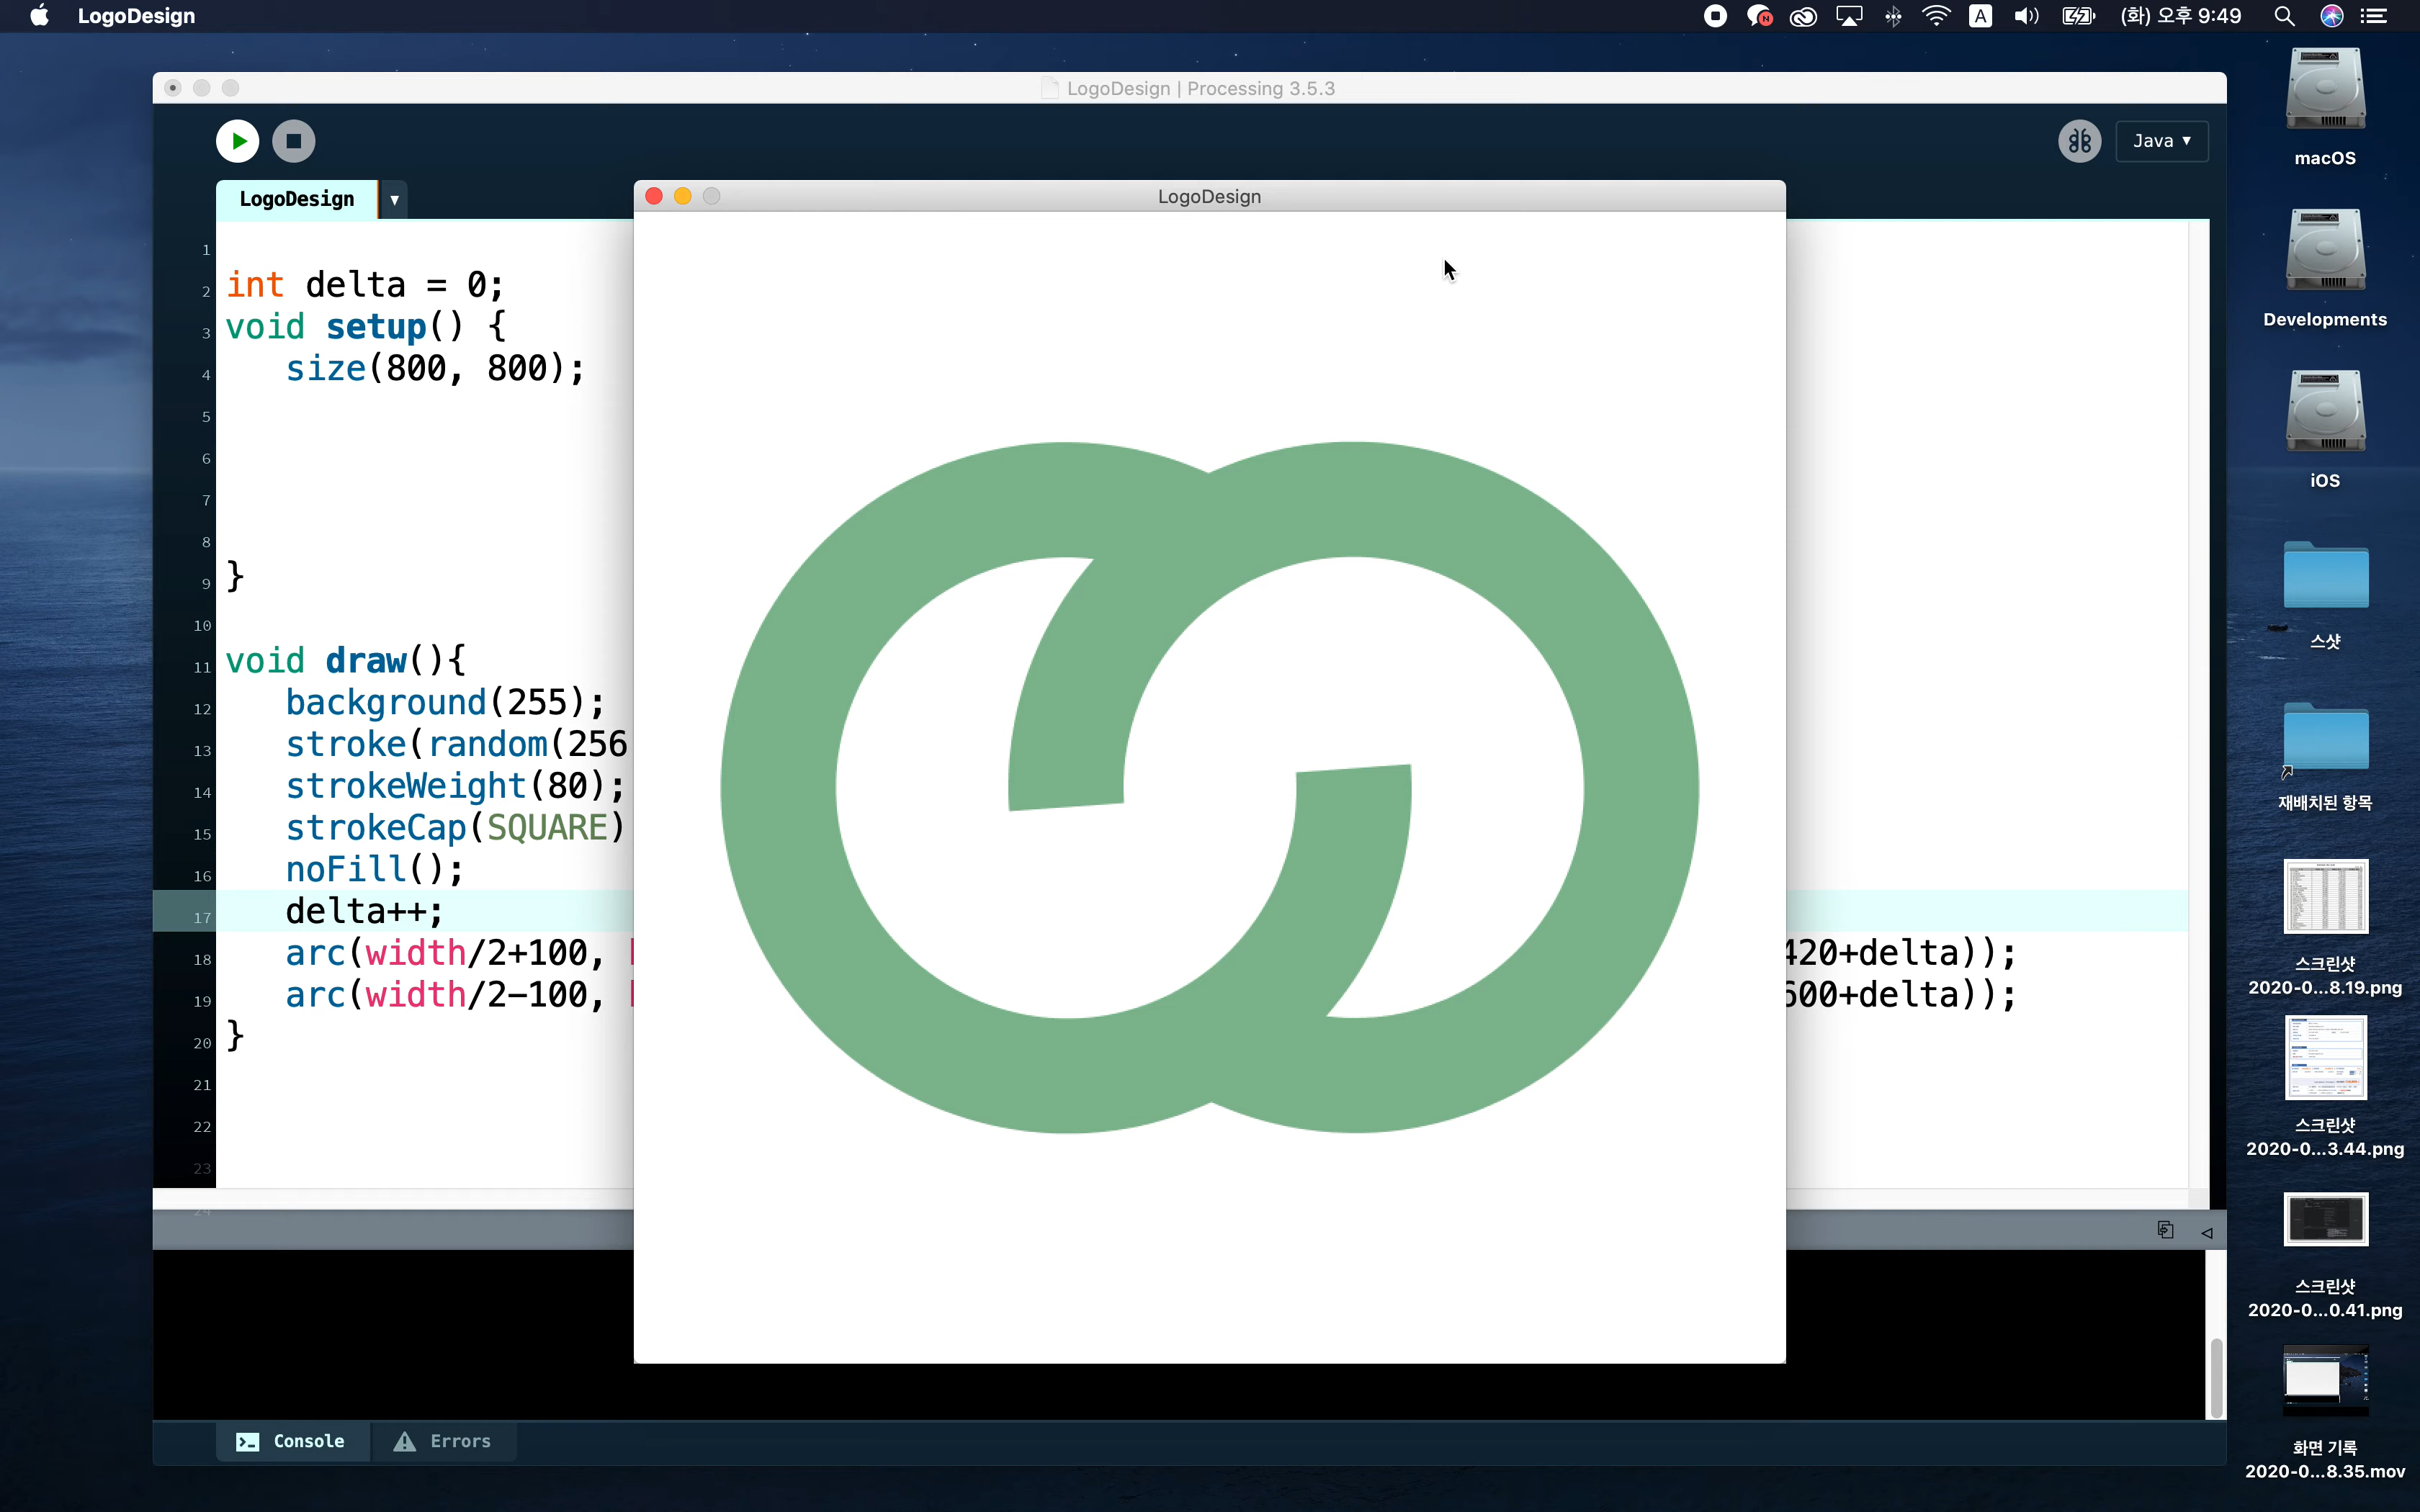 LogoDesign
A
(화) 오후 9:49
LogoDesign | Processing 3.5.3
Java ▼
LogoDesign ▼
LogoDesign
1
2 int delta = 0;
3 void setup() {
4 size(800, 800);
5
6
7
8
9 }
10
11 void draw(){
12 background(255);
13 stroke(random(256
14 strokeWeight(80);
15 strokeCap(SQUARE)
16 noFill();
17 delta++;
18 arc(width/2+100, 420+delta));
19 arc(width/2-100, 600+delta));
20 }
21
22
23
24
Console
Errors
macOS
Developments
iOS
스샷
재배치된 항목
스크린샷
2020-0...8.19.png
스크린샷
2020-0...3.44.png
스크린샷
2020-0...0.41.png
화면 기록
2020-0...8.35.mov